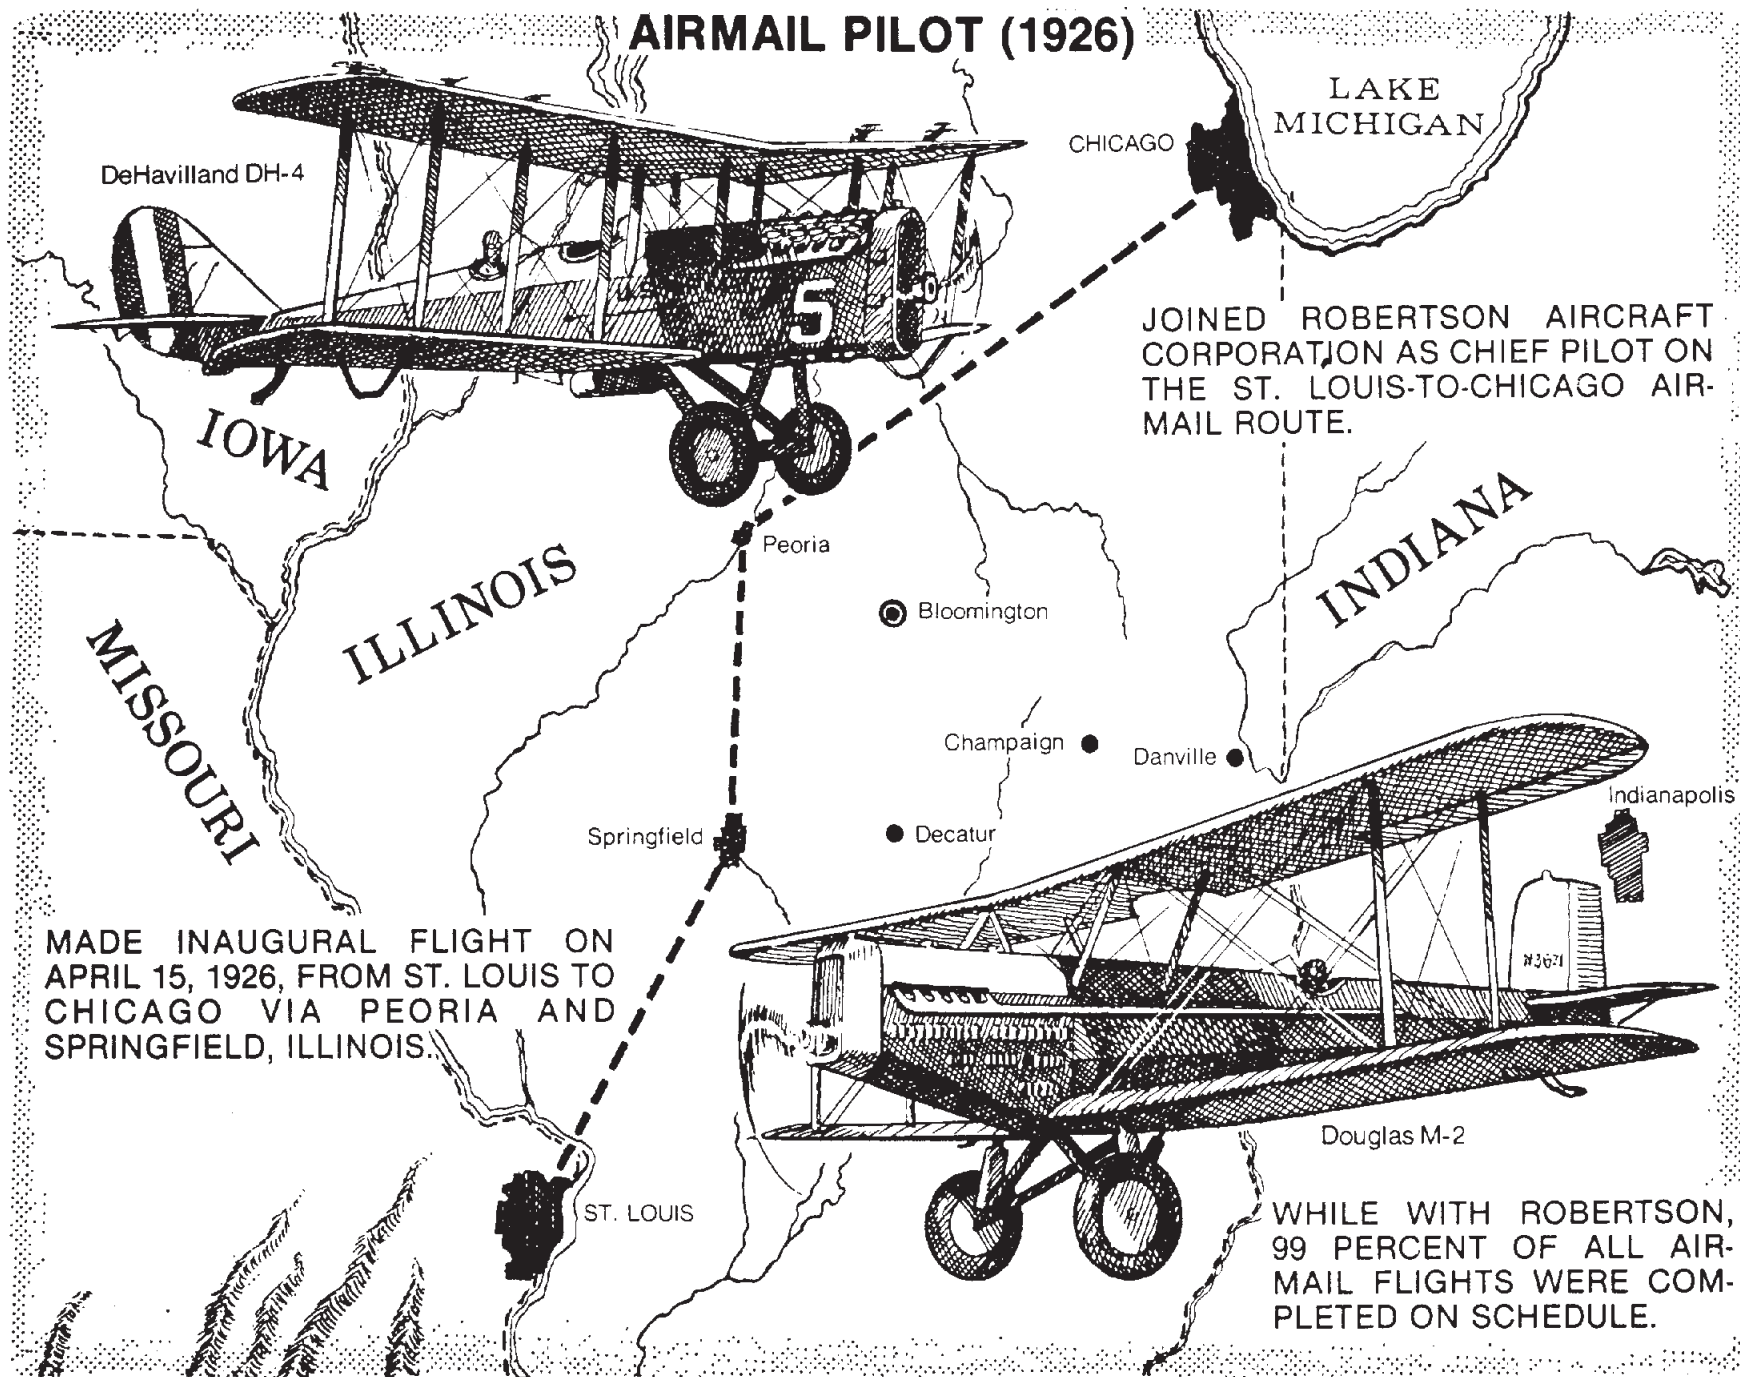 AIRMAIL PILOT (1926)
LAKE
MICHIGAN
CHICAGO
DeHavilland DH-4
5
JOINED ROBERTSON AIRCRAFT
CORPORATION AS CHIEF PILOT ON
THE ST. LOUIS-TO-CHICAGO AIR-
MAIL ROUTE.
IOWA
INDIANA
Peoria
ILLINOIS
Bloomington
MISSOURI
Champaign
Danville
Indianapolis
Springfield
Decatur
MADE INAUGURAL FLIGHT ON
APRIL 15, 1926, FROM ST. LOUIS TO
CHICAGO VIA PEORIA AND
SPRINGFIELD, ILLINOIS.
Douglas M-2
ST. LOUIS
WHILE WITH ROBERTSON,
99 PERCENT OF ALL AIR-
MAIL FLIGHTS WERE COM-
PLETED ON SCHEDULE.